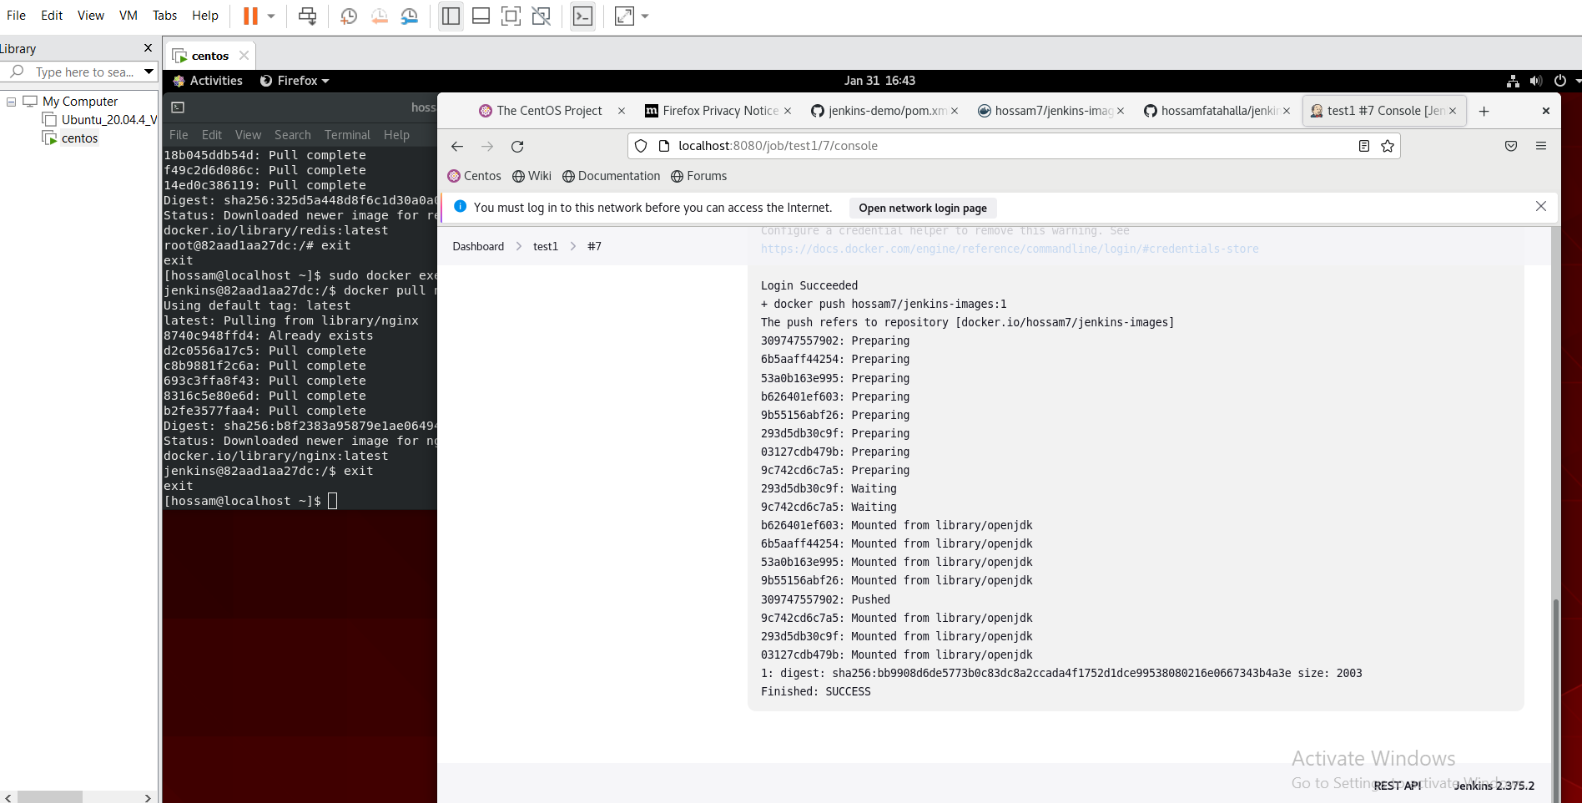 File Edit View VM Tabs Help
Library
Type here to sea...
My Computer
Ubuntu_20.04.4_V
centos
centos
Activities Firefox Jan 31 16:43
hoss
File Edit View Search Terminal Help
18b045ddb54d: Pull complete
f49c2d6d086c: Pull complete
14ed0c386119: Pull complete
Digest: sha256:325d5a448d8f6c1d30a0a
Status: Downloaded newer image for re
docker.io/library/redis:latest
root@82aad1aa27dc:/# exit
exit
[hossam@localhost ~]$ sudo docker exe
jenkins@82aad1aa27dc:/$ docker pull
Using default tag: latest
latest: Pulling from library/nginx
8740c948ffd4: Already exists
d2c0556a17c5: Pull complete
c8b9881f2c6a: Pull complete
693c3ffa8f43: Pull complete
8316c5e80e6d: Pull complete
b2fe3577faa4: Pull complete
Digest: sha256:b8f2383a95879e1ae0649
Status: Downloaded newer image for ng
docker.io/library/nginx:latest
jenkins@82aad1aa27dc:/$ exit
exit
[hossam@localhost ~]$
The CentOS Project Firefox Privacy Notice jenkins-demo/pom.xm hossam7/jenkins-imag hossamfatahalla/jenki test1 #7 Console [Jen
localhost:8080/job/test1/7/console
Centos Wiki Documentation Forums
You must log in to this network before you can access the Internet. Open network login page
Dashboard test1 #7
Configure a credential helper to remove this warning. See
https://docs.docker.com/engine/reference/commandline/login/#credentials-store
Login Succeeded
+ docker push hossam7/jenkins-images:1
The push refers to repository [docker.io/hossam7/jenkins-images]
309747557902: Preparing
6b5aaff44254: Preparing
53a0b163e995: Preparing
b626401ef603: Preparing
9b55156abf26: Preparing
293d5db30c9f: Preparing
03127cdb479b: Preparing
9c742cd6c7a5: Preparing
293d5db30c9f: Waiting
9c742cd6c7a5: Waiting
b626401ef603: Mounted from library/openjdk
6b5aaff44254: Mounted from library/openjdk
53a0b163e995: Mounted from library/openjdk
9b55156abf26: Mounted from library/openjdk
309747557902: Pushed
9c742cd6c7a5: Mounted from library/openjdk
293d5db30c9f: Mounted from library/openjdk
03127cdb479b: Mounted from library/openjdk
1: digest: sha256:bb9908d6de5773b0c83dc8a2ccada4f1752d1dce99538080216e0667343b4a3e size: 2003
Finished: SUCCESS
Activate Windows
Go to Settings to activate Windows.
REST API Jenkins 2.375.2